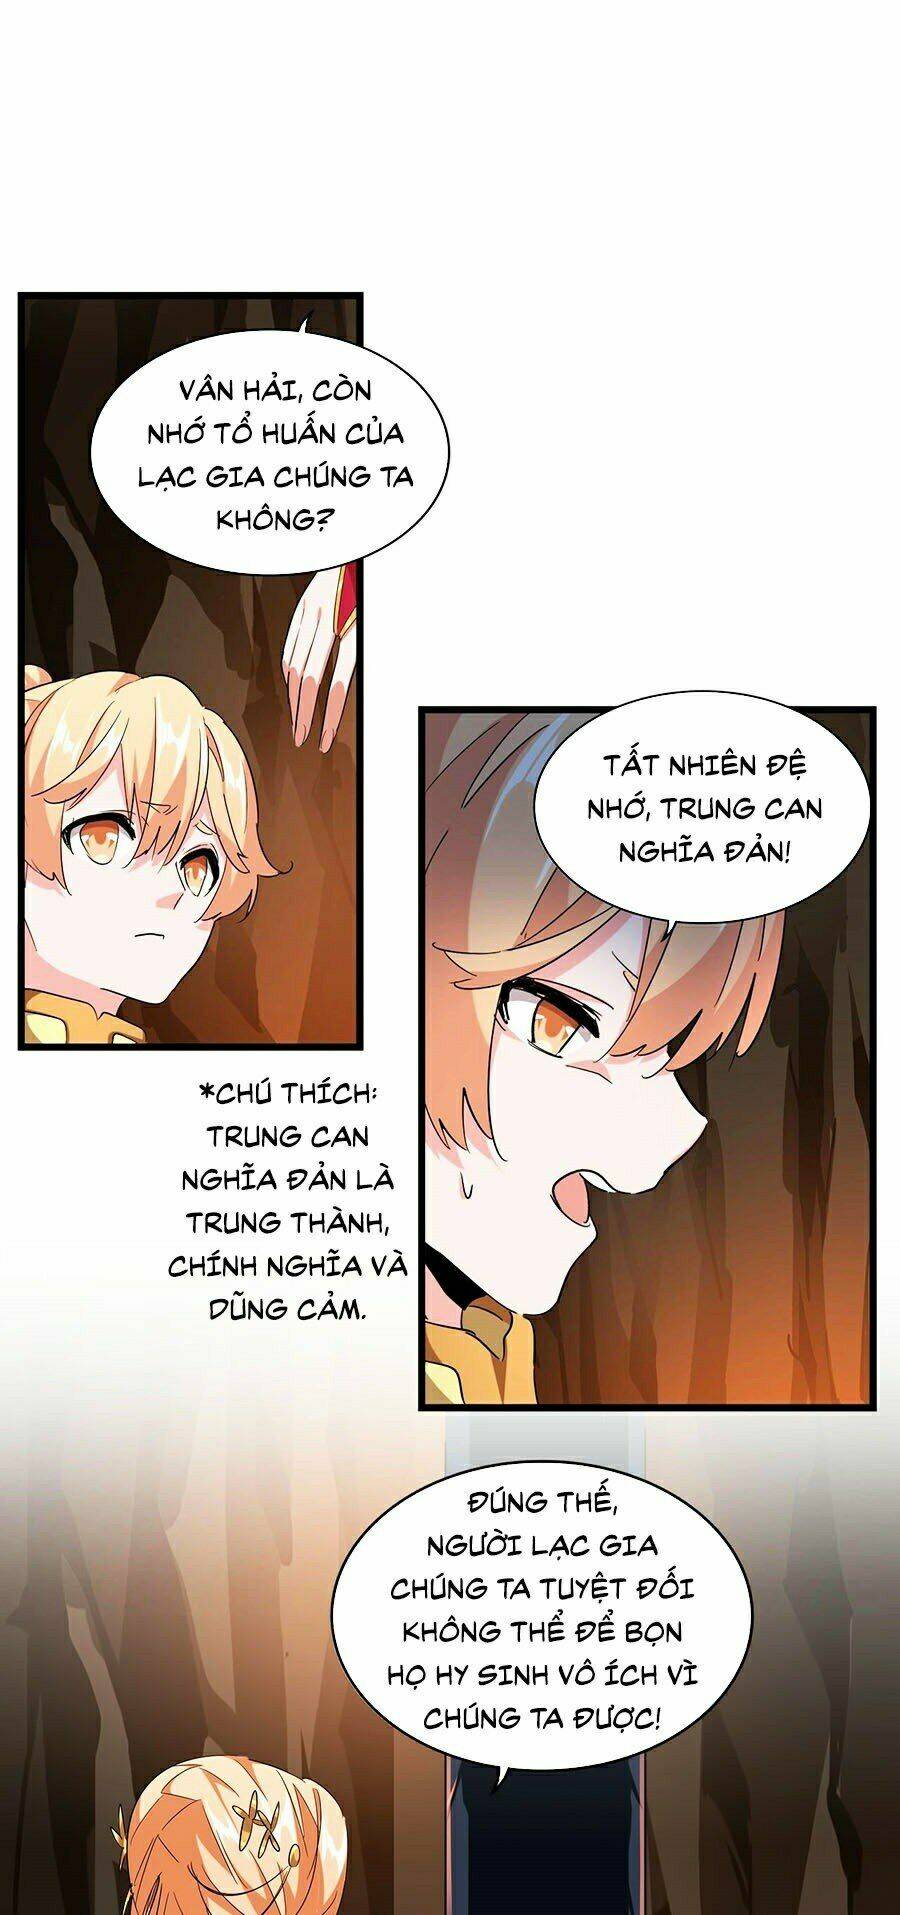 VÂN HẢI, CÒN
NHỚ TỔ HUẤN CỦA
LẠC GIA CHÚNG TA
KHÔNG?
TẤT NHIÊN ĐỆ
NHỚ, TRUNG CAN
NGHĨA ĐẢN!
*CHÚ THÍCH:
TRUNG CAN
NGHĨA ĐẢN LÀ
TRUNG THÀNH,
CHÍNH NGHĨA VÀ
DŨNG CẢM.
ĐÚNG THẾ,
NGƯỜI LẠC GIA
CHÚNG TA TUYỆT ĐỐI
KHÔNG THỂ ĐỂ BỌN
HỌ HY SINH VÔ ÍCH VÌ
CHÚNG TA ĐƯỢC!